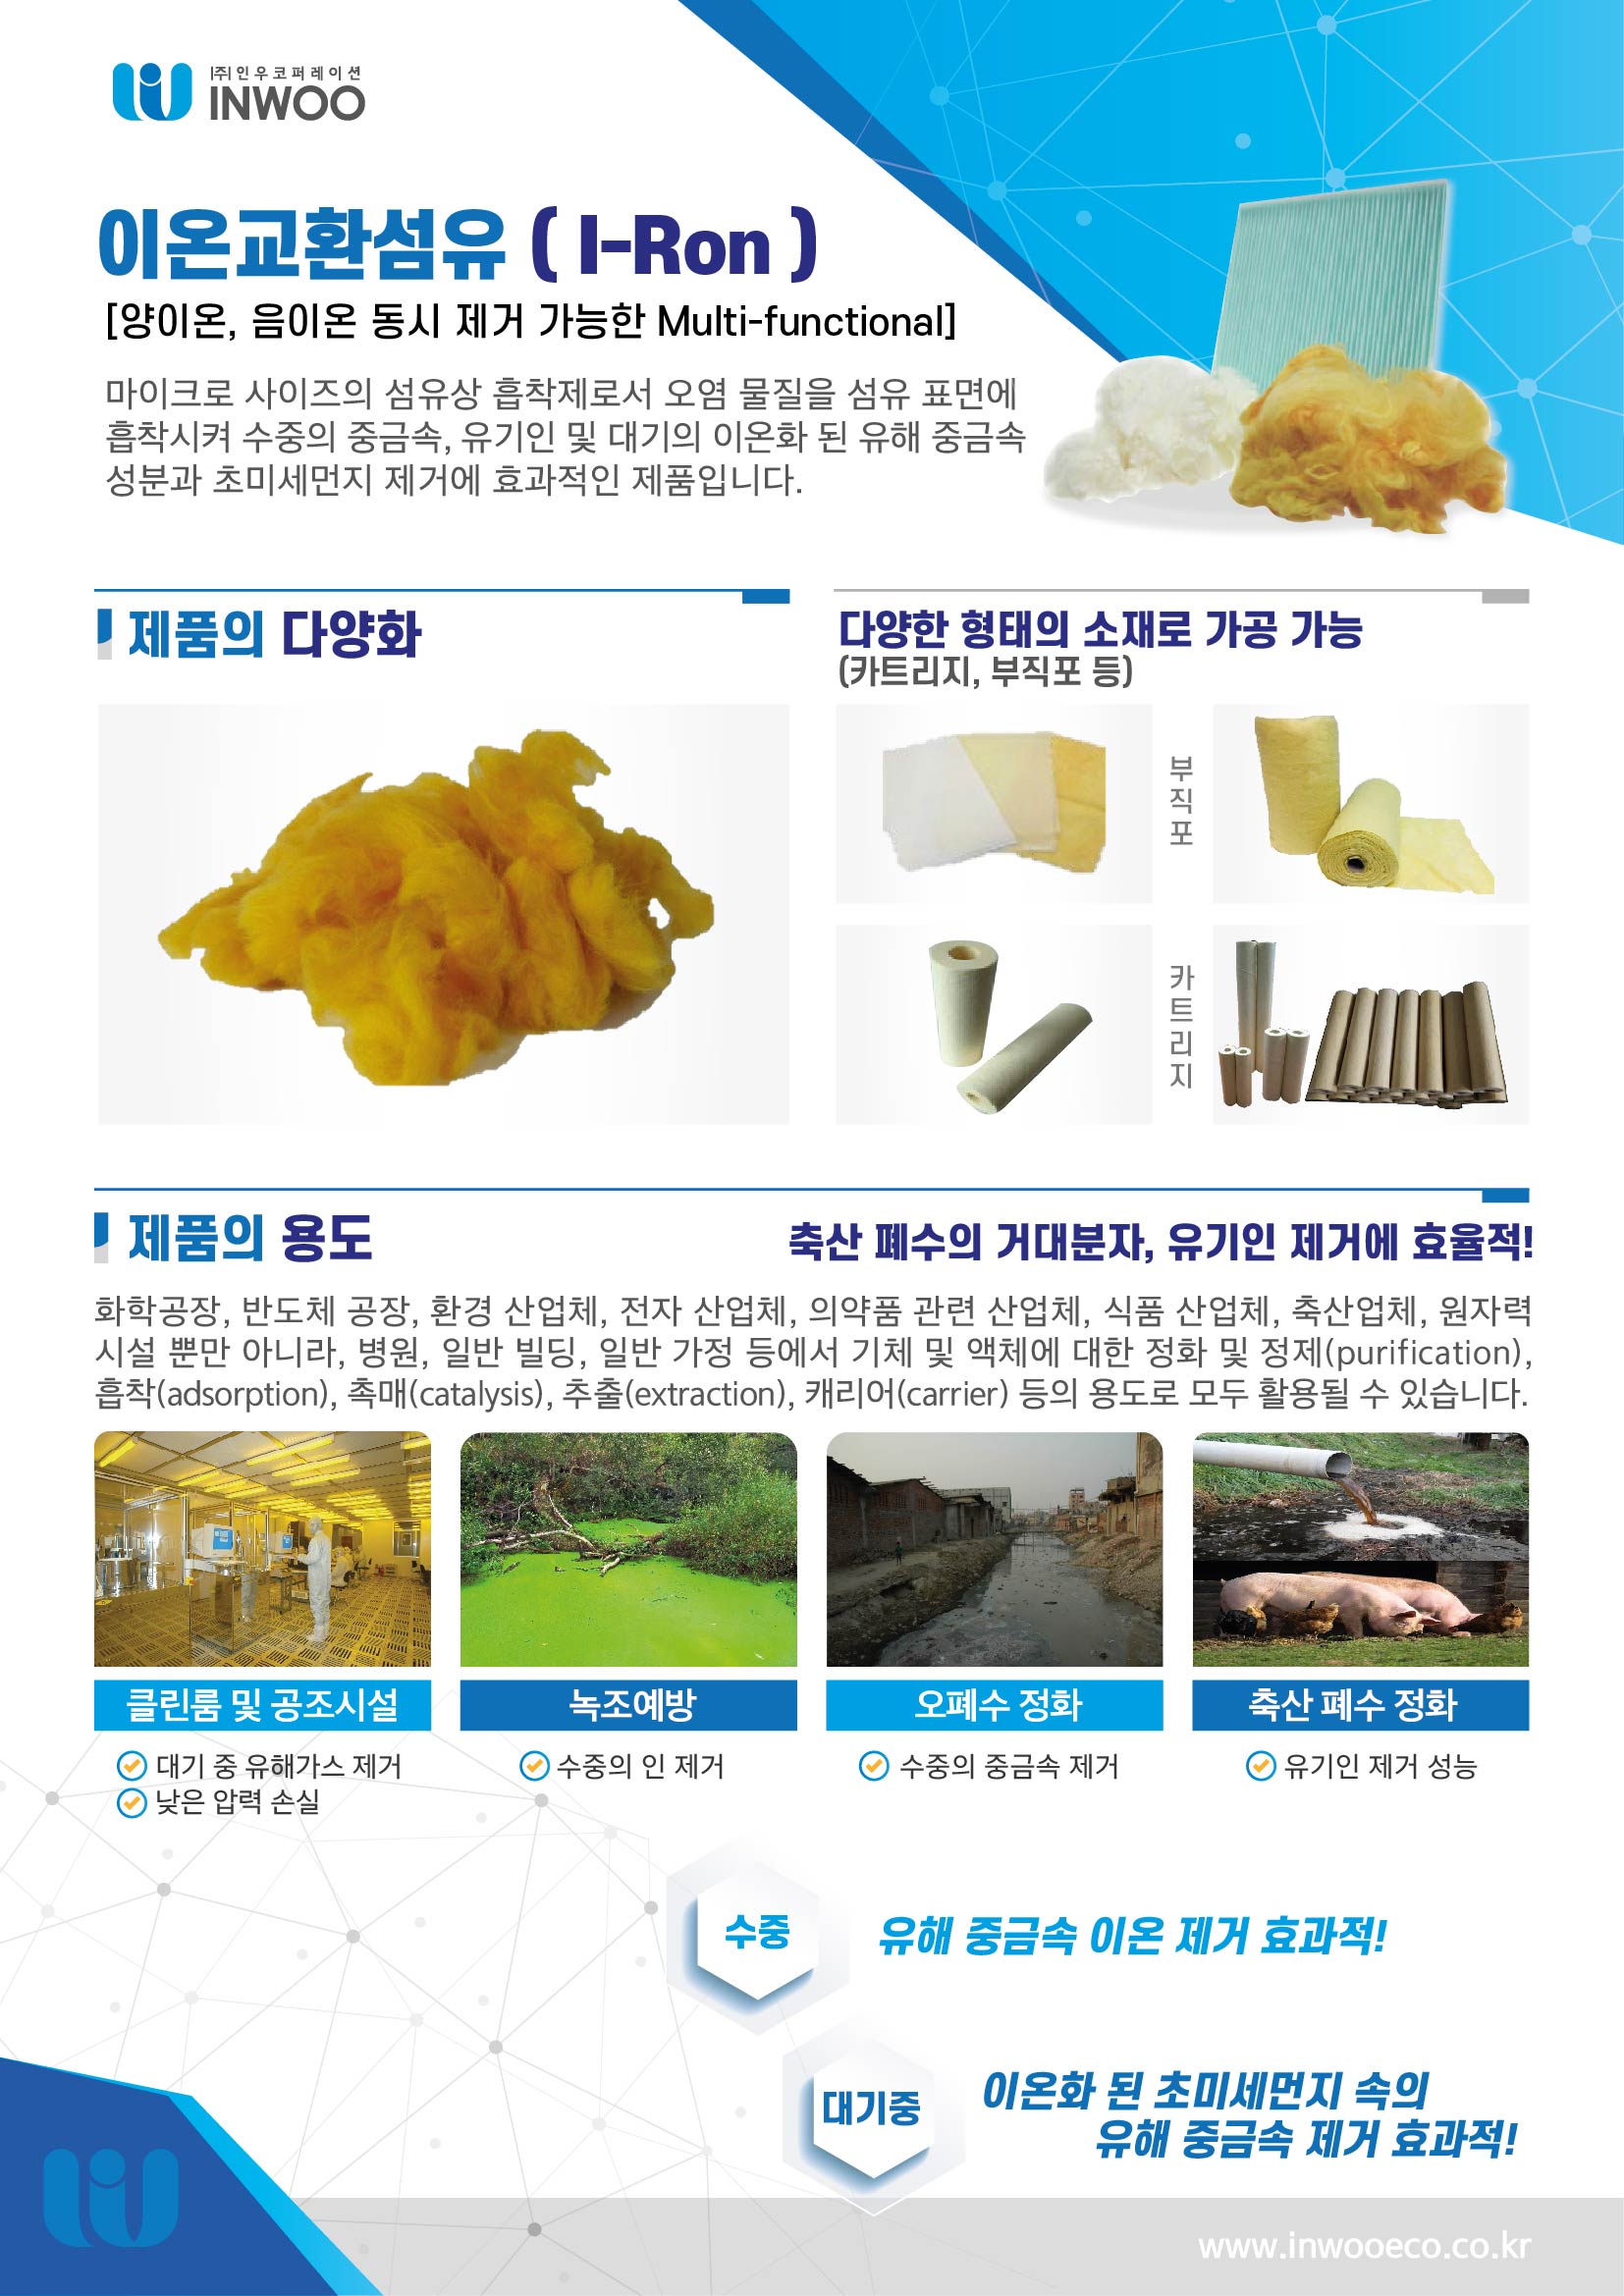 (주)인우코퍼레이션
INWOO
이온교환섬유 ( I-Ron )
[양이온, 음이온 동시 제거 가능한 Multi-functional]
마이크로 사이즈의 섬유상 흡착제로서 오염 물질을 섬유 표면에
흡착시켜 수중의 중금속, 유기인 및 대기의 이온화 된 유해 중금속
성분과 초미세먼지 제거에 효과적인 제품입니다.
제품의 다양화
다양한 형태의 소재로 가공 가능
(카트리지, 부직포 등)
부직포
카트리지
제품의 용도
축산 폐수의 거대분자, 유기인 제거에 효율적!
화학공장, 반도체 공장, 환경 산업체, 전자 산업체, 의약품 관련 산업체, 식품 산업체, 축산업체, 원자력
시설 뿐만 아니라, 병원, 일반 빌딩, 일반 가정 등에서 기체 및 액체에 대한 정화 및 정제(purification),
흡착(adsorption), 촉매(catalysis), 추출(extraction), 캐리어(carrier) 등의 용도로 모두 활용될 수 있습니다.
클린룸 및 공조시설
대기 중 유해가스 제거
낮은 압력 손실
녹조예방
수중의 인 제거
오폐수 정화
수중의 중금속 제거
축산 폐수 정화
유기인 제거 성능
수중
유해 중금속 이온 제거 효과적!
대기중
이온화 된 초미세먼지 속의
유해 중금속 제거 효과적!
www.inwooeco.co.kr